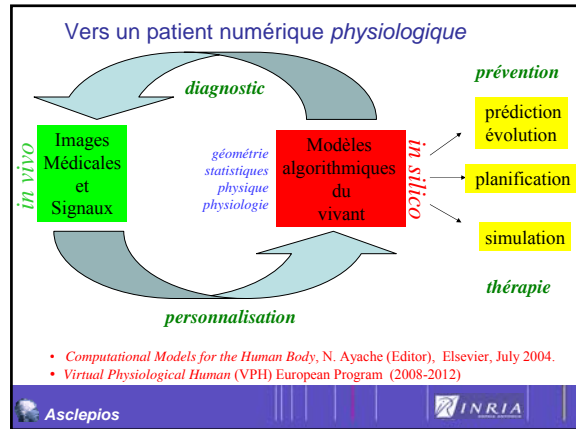 Vers un patient numérique physiologique
diagnostic
prévention
in vivo
Images
Médicales
et
Signaux
géométrie
statistiques
physique
physiologie
Modèles
algorithmiques
du
vivant
in silico
prédiction
évolution
planification
simulation
thérapie
personnalisation
• Computational Models for the Human Body, N. Ayache (Editor), Elsevier, July 2004.
• Virtual Physiological Human (VPH) European Program (2008-2012)
Asclepios
INRIA